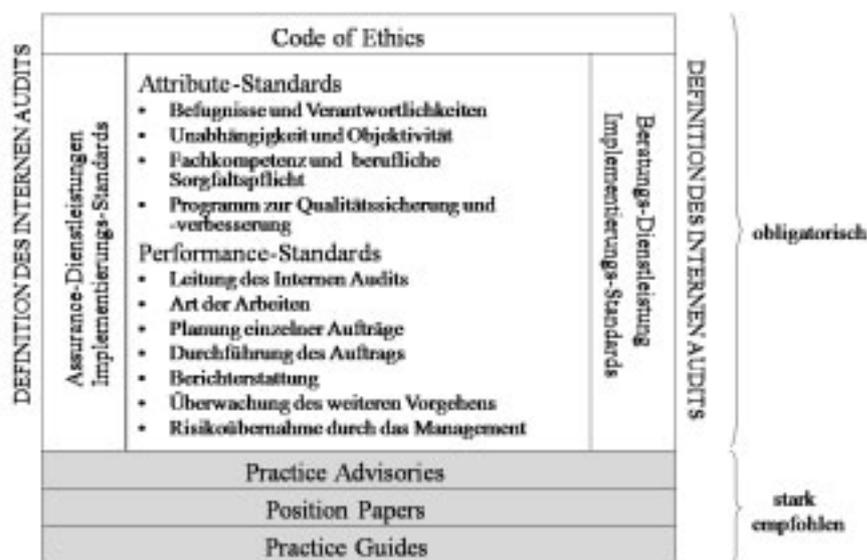 Code of Ethics
DEFINITION DES INTERNEN AUDITS
Assurance-Dienstleistungen
Implementierungs-Standards
Attribute-Standards
• Befugnisse und Verantwortlichkeiten
• Unabhängigkeit und Objektivität
• Fachkompetenz und berufliche
Sorgfaltspflicht
• Programm zur Qualitätssicherung und
-verbesserung
Performance-Standards
• Leitung des Internen Audits
• Art der Arbeiten
• Planung einzelner Aufträge
• Durchführung des Auftrags
• Berichterstattung
• Überwachung des weiteren Vorgehens
• Risikoübernahme durch das Management
Beratungs-Dienstleistung
Implementierungs-Standards
DEFINITION DES INTERNEN AUDITS
obligatorisch
Practice Advisories
Position Papers
Practice Guides
stark
empfohlen